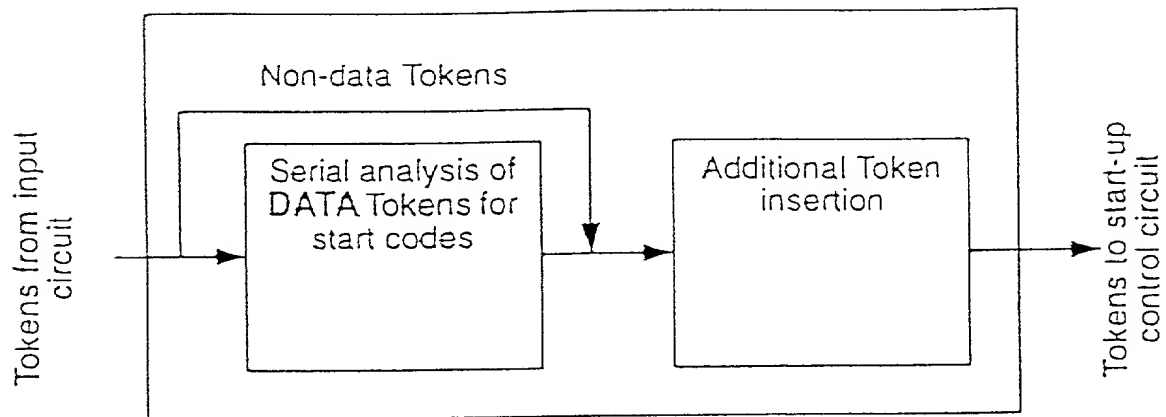 Tokens from input
circuit
Non-data Tokens
Serial analysis of
DATA Tokens for
start codes
Additional Token
insertion
Tokens to start-up
control circuit